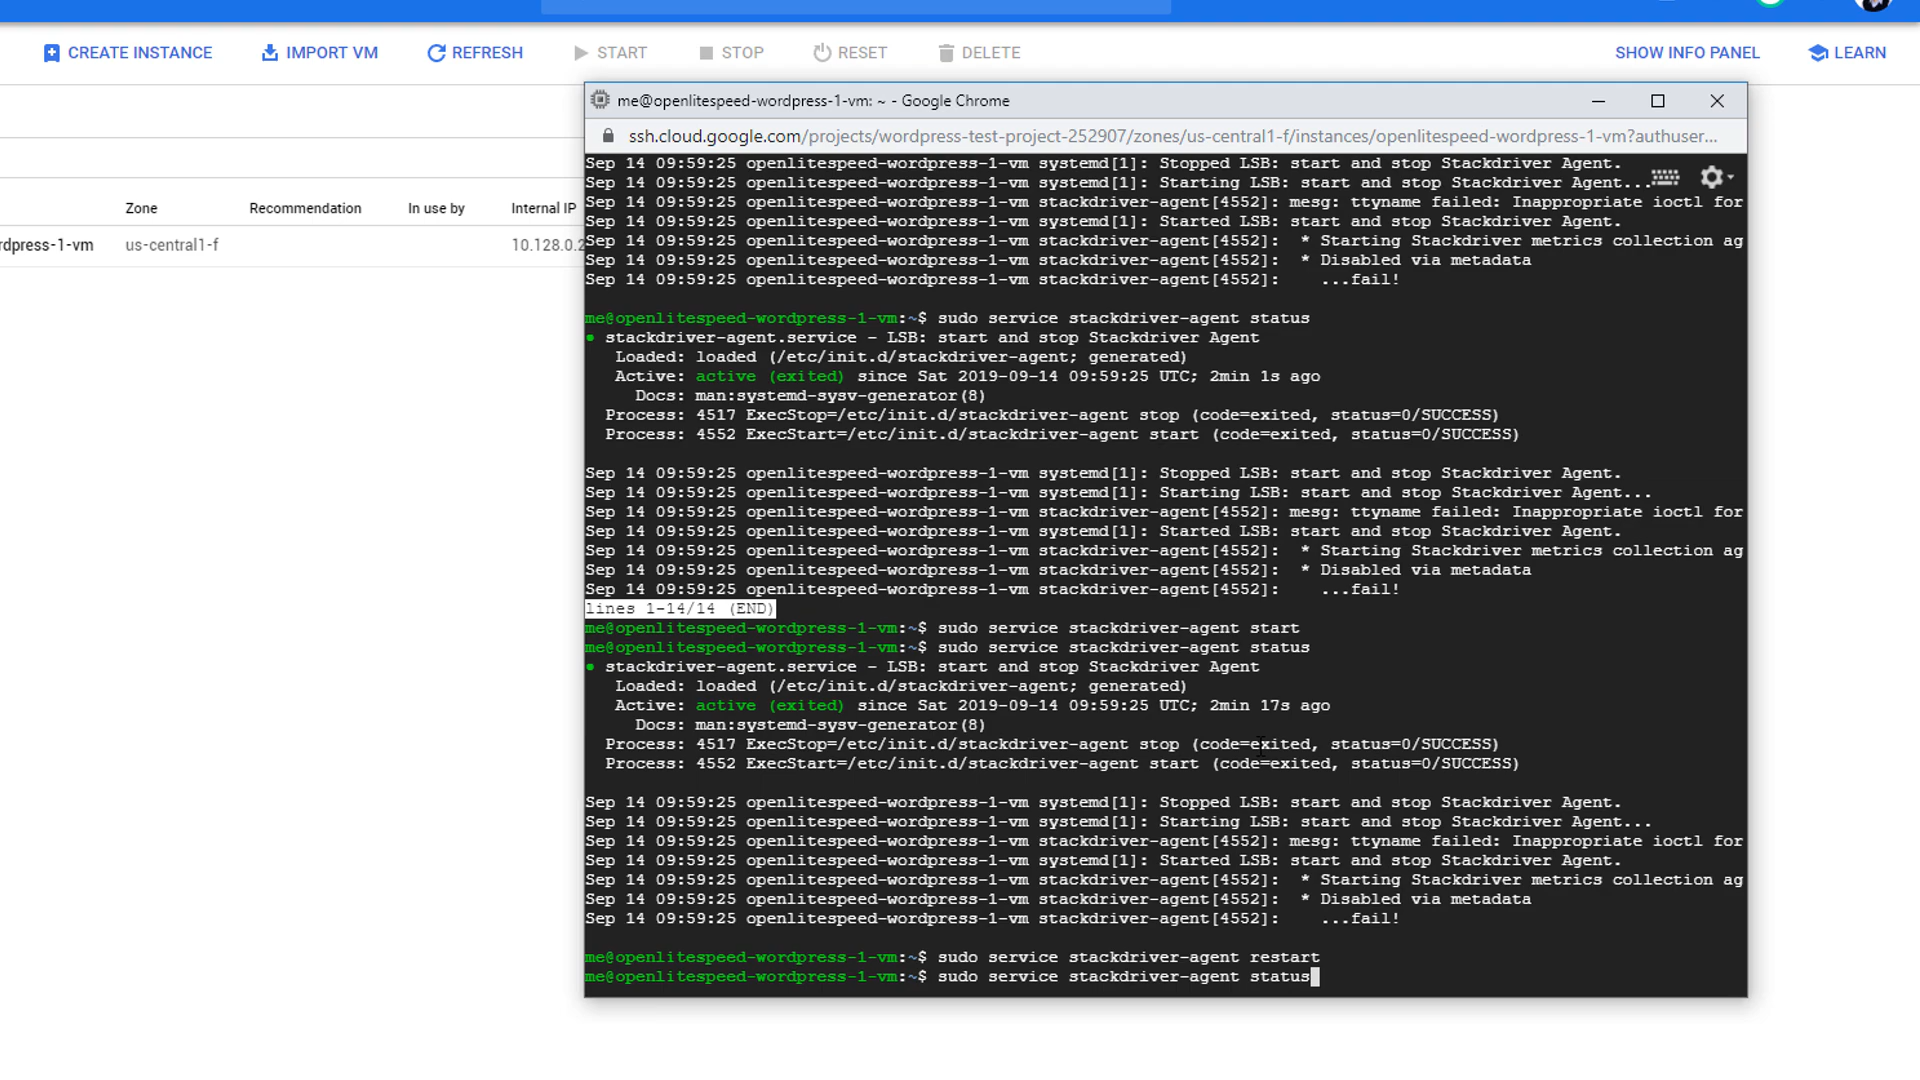 CREATE INSTANCE IMPORT VM REFRESH START STOP RESET DELETE SHOW INFO PANEL LEARN
me@openlitespeed-wordpress-1-vm: ~ - Google Chrome
ssh.cloud.google.com/projects/wordpress-test-project-252907/zones/us-central1-f/instances/openlitespeed-wordpress-1-vm?authuser...
Zone Recommendation In use by Internal IP
rdpress-1-vm us-central1-f 10.128.0.2
Sep 14 09:59:25 openlitespeed-wordpress-1-vm systemd[1]: Stopped LSB: start and stop Stackdriver Agent.
Sep 14 09:59:25 openlitespeed-wordpress-1-vm systemd[1]: Starting LSB: start and stop Stackdriver Agent...
Sep 14 09:59:25 openlitespeed-wordpress-1-vm stackdriver-agent[4552]: mesg: ttyname failed: Inappropriate ioctl for
Sep 14 09:59:25 openlitespeed-wordpress-1-vm systemd[1]: Started LSB: start and stop Stackdriver Agent.
Sep 14 09:59:25 openlitespeed-wordpress-1-vm stackdriver-agent[4552]:  * Starting Stackdriver metrics collection ag
Sep 14 09:59:25 openlitespeed-wordpress-1-vm stackdriver-agent[4552]:  * Disabled via metadata
Sep 14 09:59:25 openlitespeed-wordpress-1-vm stackdriver-agent[4552]:    ...fail!
me@openlitespeed-wordpress-1-vm:~$ sudo service stackdriver-agent status
● stackdriver-agent.service - LSB: start and stop Stackdriver Agent
Loaded: loaded (/etc/init.d/stackdriver-agent; generated)
Active: active (exited) since Sat 2019-09-14 09:59:25 UTC; 2min 1s ago
Docs: man:systemd-sysv-generator(8)
Process: 4517 ExecStop=/etc/init.d/stackdriver-agent stop (code=exited, status=0/SUCCESS)
Process: 4552 ExecStart=/etc/init.d/stackdriver-agent start (code=exited, status=0/SUCCESS)
Sep 14 09:59:25 openlitespeed-wordpress-1-vm systemd[1]: Stopped LSB: start and stop Stackdriver Agent.
Sep 14 09:59:25 openlitespeed-wordpress-1-vm systemd[1]: Starting LSB: start and stop Stackdriver Agent...
Sep 14 09:59:25 openlitespeed-wordpress-1-vm stackdriver-agent[4552]: mesg: ttyname failed: Inappropriate ioctl for
Sep 14 09:59:25 openlitespeed-wordpress-1-vm systemd[1]: Started LSB: start and stop Stackdriver Agent.
Sep 14 09:59:25 openlitespeed-wordpress-1-vm stackdriver-agent[4552]:  * Starting Stackdriver metrics collection ag
Sep 14 09:59:25 openlitespeed-wordpress-1-vm stackdriver-agent[4552]:  * Disabled via metadata
Sep 14 09:59:25 openlitespeed-wordpress-1-vm stackdriver-agent[4552]:    ...fail!
lines 1-14/14 (END)
me@openlitespeed-wordpress-1-vm:~$ sudo service stackdriver-agent start
me@openlitespeed-wordpress-1-vm:~$ sudo service stackdriver-agent status
● stackdriver-agent.service - LSB: start and stop Stackdriver Agent
Loaded: loaded (/etc/init.d/stackdriver-agent; generated)
Active: active (exited) since Sat 2019-09-14 09:59:25 UTC; 2min 17s ago
Docs: man:systemd-sysv-generator(8)
Process: 4517 ExecStop=/etc/init.d/stackdriver-agent stop (code=exited, status=0/SUCCESS)
Process: 4552 ExecStart=/etc/init.d/stackdriver-agent start (code=exited, status=0/SUCCESS)
Sep 14 09:59:25 openlitespeed-wordpress-1-vm systemd[1]: Stopped LSB: start and stop Stackdriver Agent.
Sep 14 09:59:25 openlitespeed-wordpress-1-vm systemd[1]: Starting LSB: start and stop Stackdriver Agent...
Sep 14 09:59:25 openlitespeed-wordpress-1-vm stackdriver-agent[4552]: mesg: ttyname failed: Inappropriate ioctl for
Sep 14 09:59:25 openlitespeed-wordpress-1-vm systemd[1]: Started LSB: start and stop Stackdriver Agent.
Sep 14 09:59:25 openlitespeed-wordpress-1-vm stackdriver-agent[4552]:  * Starting Stackdriver metrics collection ag
Sep 14 09:59:25 openlitespeed-wordpress-1-vm stackdriver-agent[4552]:  * Disabled via metadata
Sep 14 09:59:25 openlitespeed-wordpress-1-vm stackdriver-agent[4552]:    ...fail!
me@openlitespeed-wordpress-1-vm:~$ sudo service stackdriver-agent restart
me@openlitespeed-wordpress-1-vm:~$ sudo service stackdriver-agent status